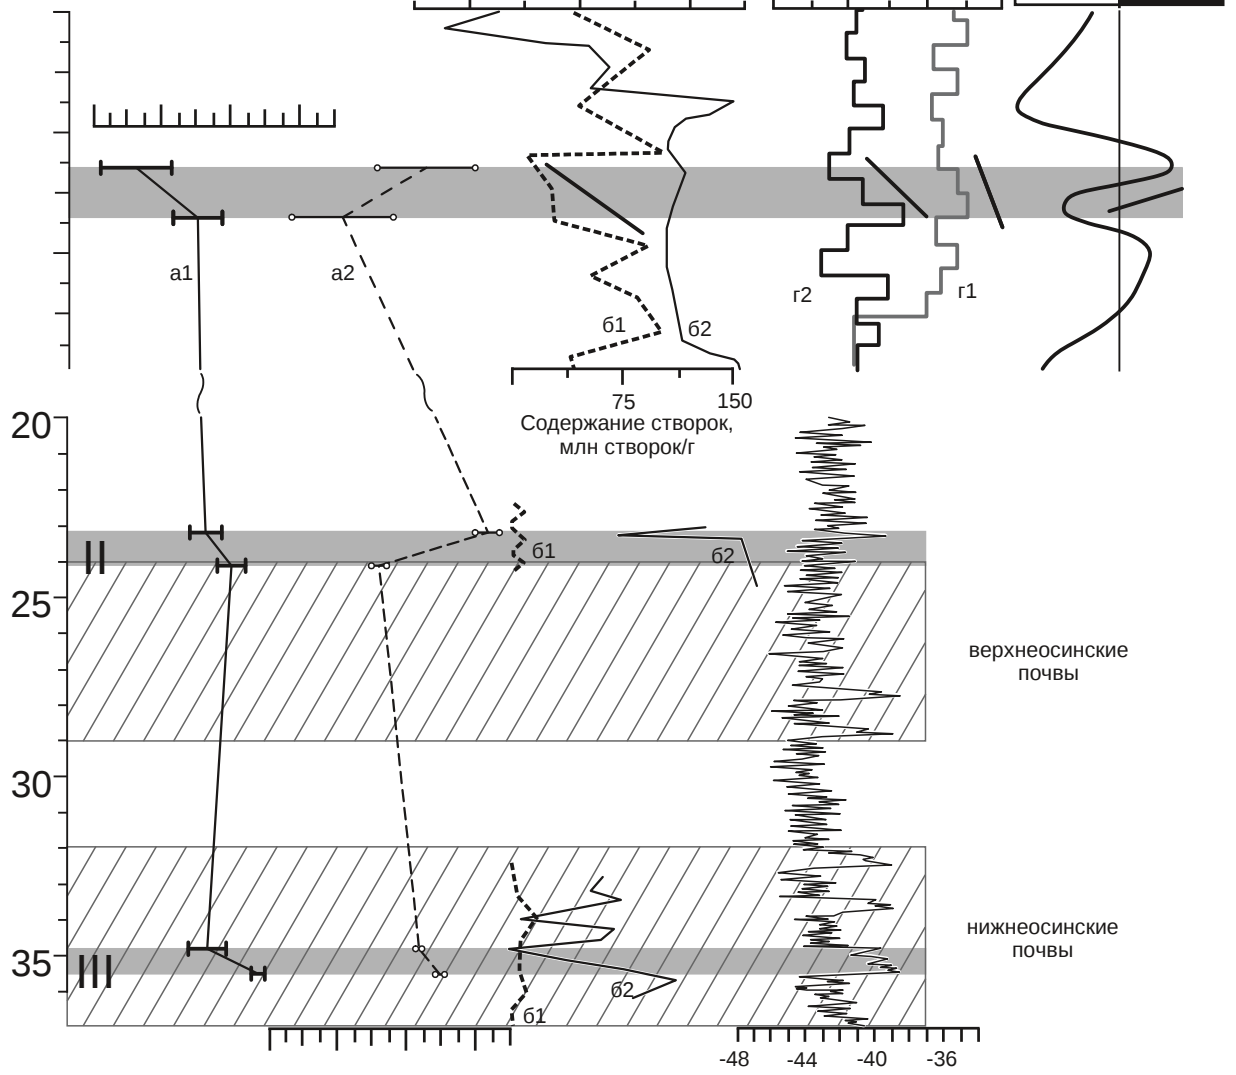 а1
а2
б1
б2
г2
г1
75
150
Содержание створок,
млн створок/г
20
II
б1
б2
25
верхнеосинские
почвы
30
нижнеосинские
почвы
35
III
б2
б1
-48
-44
-40
-36